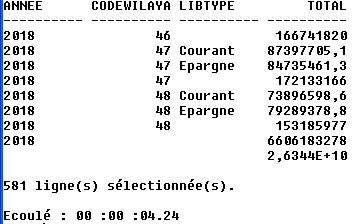 ANNEE CODEWILAYA LIBTYPE TOTAL
---------- ---------- ---------- ----------
2018 46 166741820
2018 47 Courant 87397705,1
2018 47 Epargne 84735461,3
2018 47 172133166
2018 48 Courant 73896598,6
2018 48 Epargne 79289378,8
2018 48 153185977
2018 6606183278
2,6344E+10
581 ligne(s) sélectionnée(s).
Ecoulé : 00 :00 :04.24